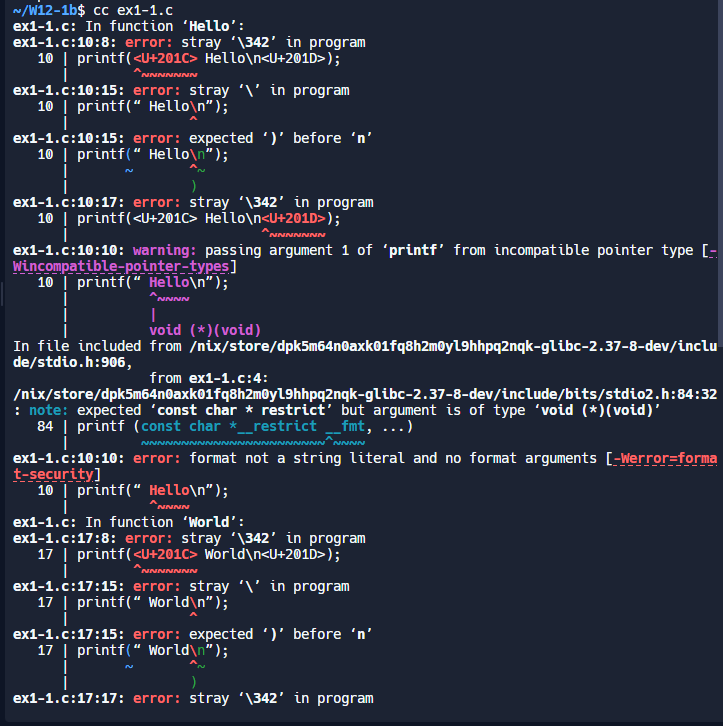 ~/W12-1b$ cc ex1-1.c
ex1-1.c: In function ‘Hello’:
ex1-1.c:10:8: error: stray ‘\342’ in program
   10 | printf(<U+201C> Hello\n<U+201D>);
      |        ^~~~~~~~
ex1-1.c:10:15: error: stray ‘\’ in program
   10 | printf(“ Hello\n”);
      |               ^
ex1-1.c:10:15: error: expected ‘)’ before ‘n’
   10 | printf(“ Hello\n”);
      |       ~       ^~
      |               )
ex1-1.c:10:17: error: stray ‘\342’ in program
   10 | printf(<U+201C> Hello\n<U+201D>);
      |                        ^~~~~~~~
ex1-1.c:10:10: warning: passing argument 1 of ‘printf’ from incompatible pointer type [-
Wincompatible-pointer-types]
   10 | printf(“ Hello\n”);
      |          ^~~~~
      |          |
      |          void (*)(void)
In file included from /nix/store/dpk5m64n0axk01fq8h2m0yl9hhpq2nqk-glibc-2.37-8-dev/inclu
de/stdio.h:906,
                 from ex1-1.c:4:
/nix/store/dpk5m64n0axk01fq8h2m0yl9hhpq2nqk-glibc-2.37-8-dev/include/bits/stdio2.h:84:32
: note: expected ‘const char * restrict’ but argument is of type ‘void (*)(void)’
   84 | printf (const char *__restrict __fmt, ...)
      |         ~~~~~~~~~~~~~~~~~~~~~~~^~~~~
ex1-1.c:10:10: error: format not a string literal and no format arguments [-Werror=forma
t-security]
   10 | printf(“ Hello\n”);
      |          ^~~~~
ex1-1.c: In function ‘World’:
ex1-1.c:17:8: error: stray ‘\342’ in program
   17 | printf(<U+201C> World\n<U+201D>);
      |        ^~~~~~~~
ex1-1.c:17:15: error: stray ‘\’ in program
   17 | printf(“ World\n”);
      |               ^
ex1-1.c:17:15: error: expected ‘)’ before ‘n’
   17 | printf(“ World\n”);
      |       ~       ^~
      |               )
ex1-1.c:17:17: error: stray ‘\342’ in program